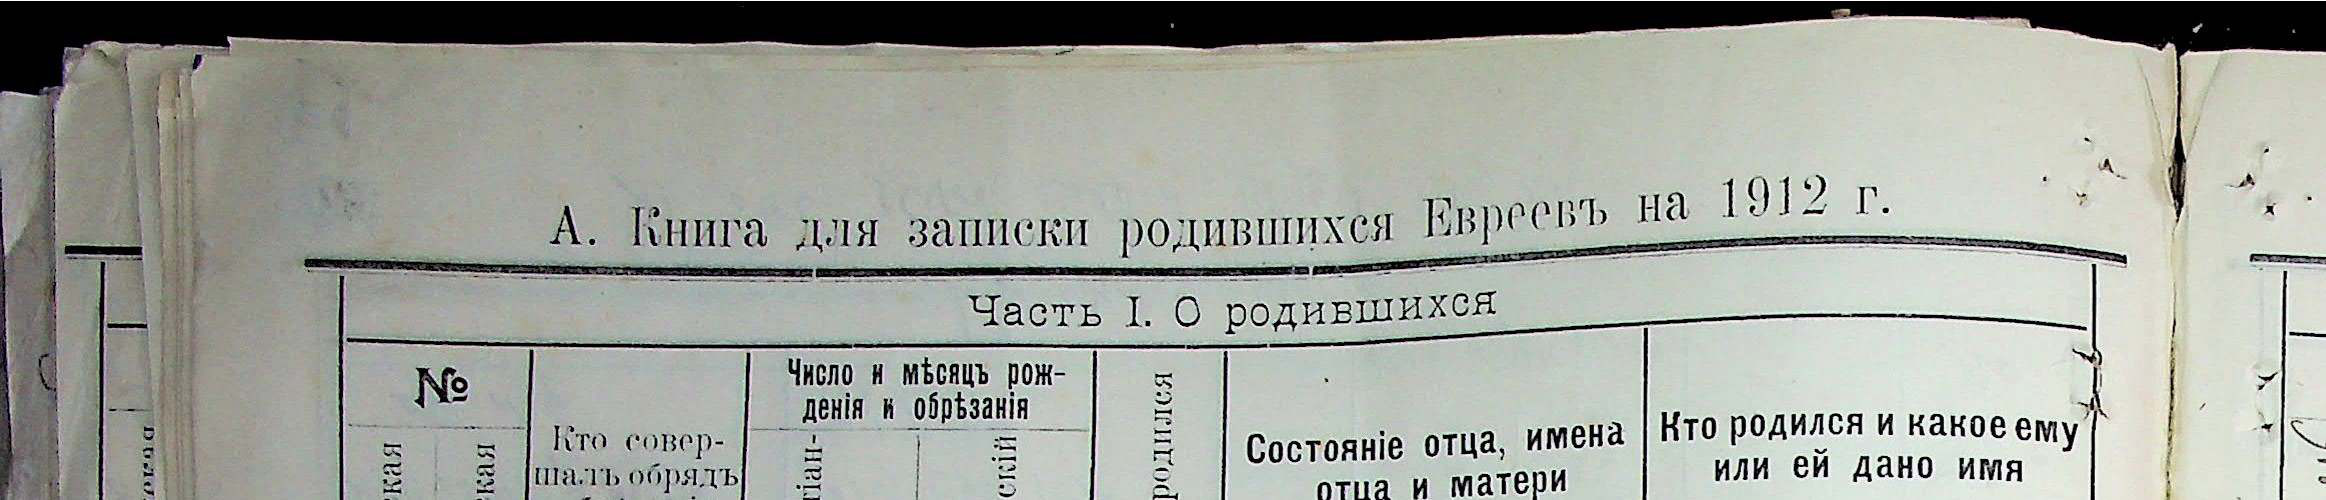 А. Книга для записки родившихся Евреевъ на 1912 г.
Часть I. О родившихся
№
Число и мѣсяцъ рож-
денія и обрѣзанія
Кто совер-
шалъ обрядъ
родился
Состояніе отца, имена
отца и матери
Кто родился и какое ему
или ей дано имя